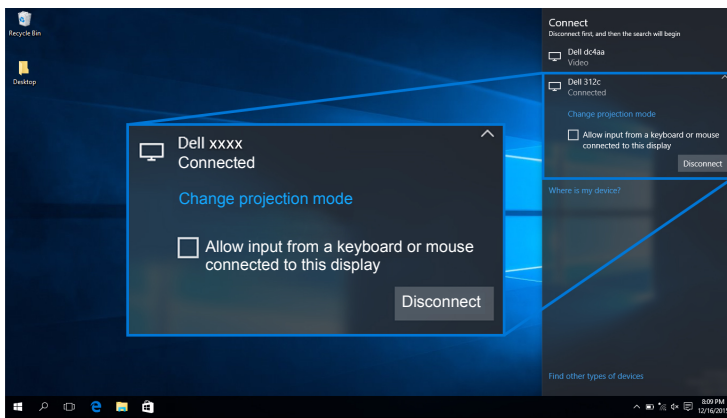 Recycle Bin
Desktop
Connect
Disconnect first, and then the search will begin
Dell dc4aa
Video
Dell 312c
Connected
Change projection mode
Allow input from a keyboard or mouse
connected to this display
Disconnect
Where is my device?
Find other types of devices
Dell xxxx
Connected
Change projection mode
Allow input from a keyboard or mouse
connected to this display
Disconnect
8:09 PM
12/16/201